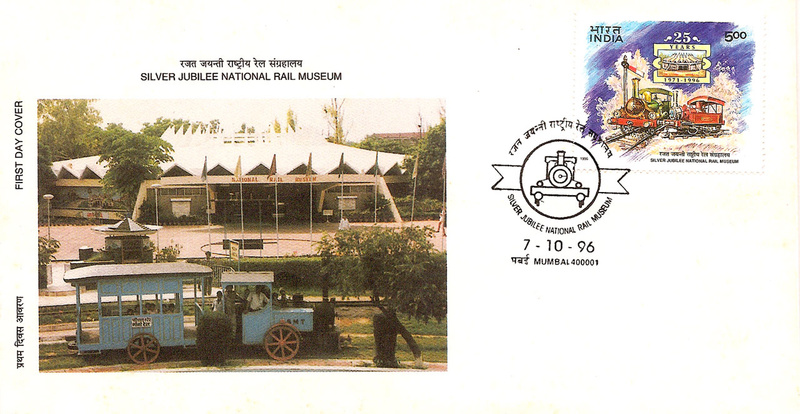 FIRST DAY COVER
प्रथम दिवस आवरण
रजत जयन्ती राष्ट्रीय रेल संग्रहालय
SILVER JUBILEE NATIONAL RAIL MUSEUM
NATIONAL RAIL MUSEUM
PMT
भारत 5.00
INDIA
25
YEARS
1971-1996
रजत जयन्ती राष्ट्रीय रेल संग्रहालय
SILVER JUBILEE NATIONAL RAIL MUSEUM
रजत जयन्ती राष्ट्रीय रेल संग्रहालय
SILVER JUBILEE NATIONAL RAIL MUSEUM
7-10-96
MUMBAI 400001